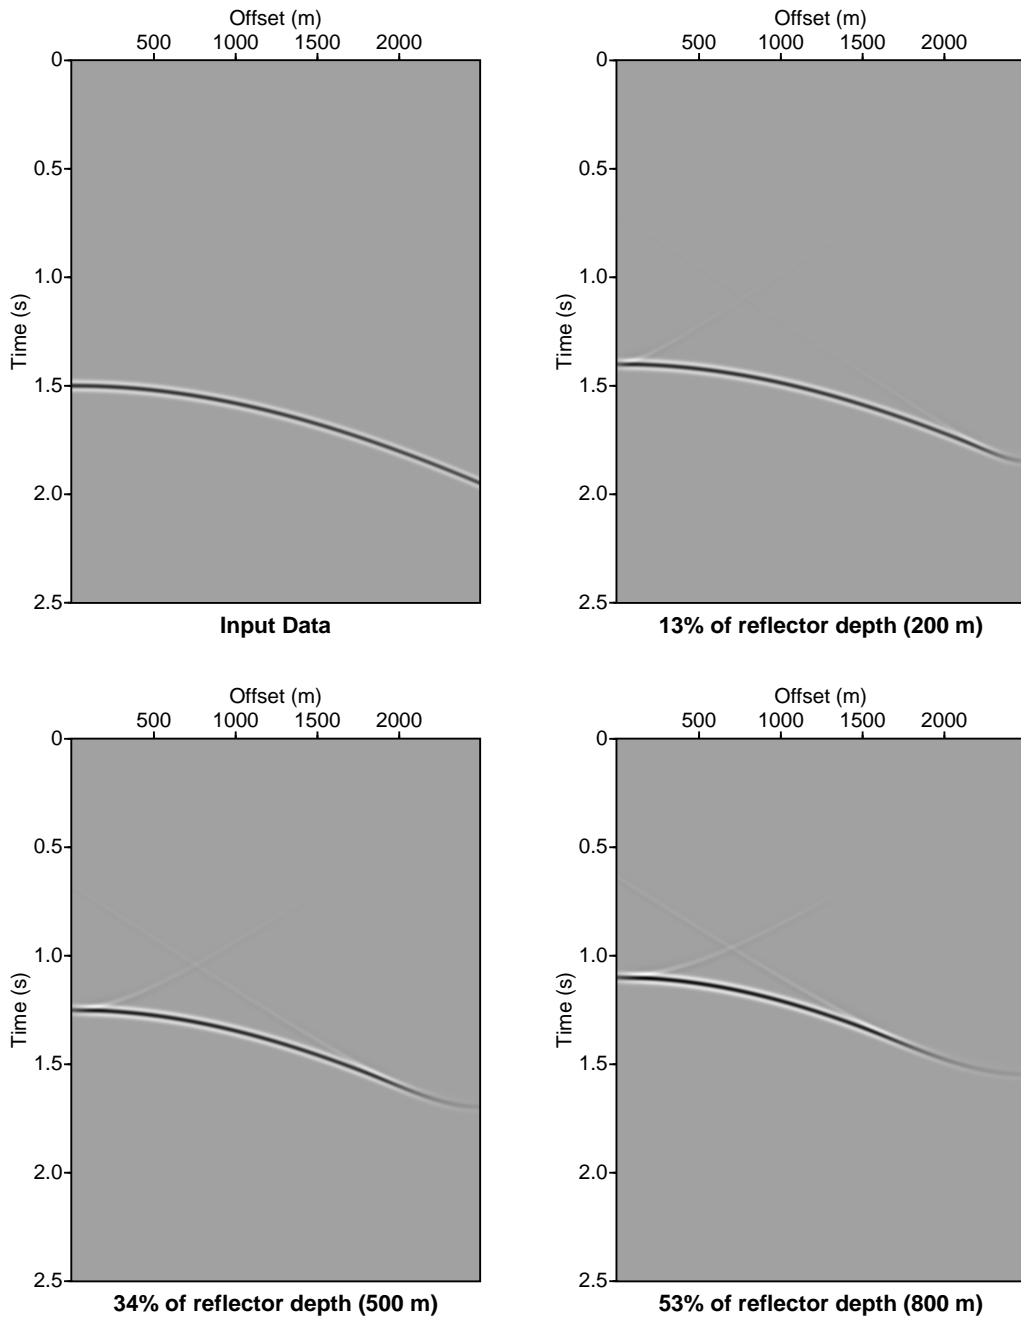 Offset (m)
500 1000 1500 2000
0
0.5
1.0
1.5
2.0
2.5
Time (s)
Input Data
Offset (m)
500 1000 1500 2000
0
0.5
1.0
1.5
2.0
2.5
Time (s)
13% of reflector depth (200 m)
Offset (m)
500 1000 1500 2000
0
0.5
1.0
1.5
2.0
2.5
Time (s)
34% of reflector depth (500 m)
Offset (m)
500 1000 1500 2000
0
0.5
1.0
1.5
2.0
2.5
Time (s)
53% of reflector depth (800 m)